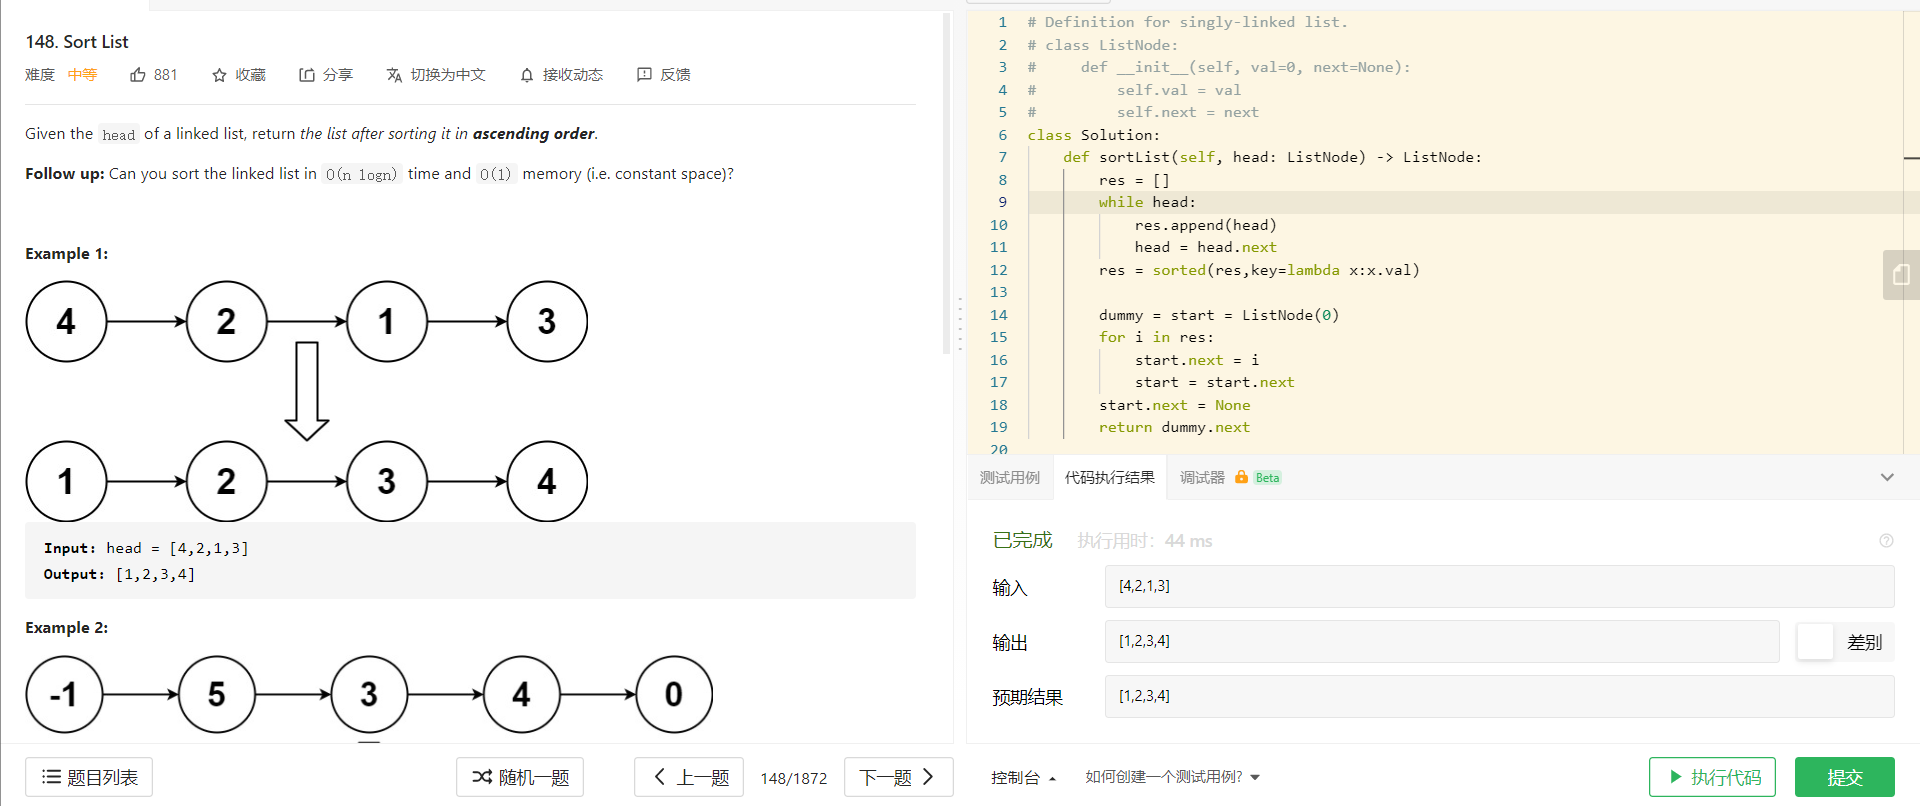 148. Sort List
难度 中等 881 收藏 分享 切换为中文 接收动态 反馈
Given the head of a linked list, return the list after sorting it in ascending order.
Follow up: Can you sort the linked list in O(n logn) time and O(1) memory (i.e. constant space)?
Example 1:
4 2 1 3
1 2 3 4
Input: head = [4,2,1,3]
Output: [1,2,3,4]
Example 2:
-1 5 3 4 0
题目列表 随机一题 上一题 148/1872 下一题
1 # Definition for singly-linked list.
2 # class ListNode:
3 #     def __init__(self, val=0, next=None):
4 #         self.val = val
5 #         self.next = next
6 class Solution:
7     def sortList(self, head: ListNode) -> ListNode:
8         res = []
9         while head:
10             res.append(head)
11             head = head.next
12         res = sorted(res,key=lambda x:x.val)
13
14         dummy = start = ListNode(0)
15         for i in res:
16             start.next = i
17             start = start.next
18         start.next = None
19         return dummy.next
20
测试用例 代码执行结果 调试器 Beta
已完成 执行用时: 44 ms
输入 [4,2,1,3]
输出 [1,2,3,4] 差别
预期结果 [1,2,3,4]
控制台 如何创建一个测试用例? 执行代码 提交